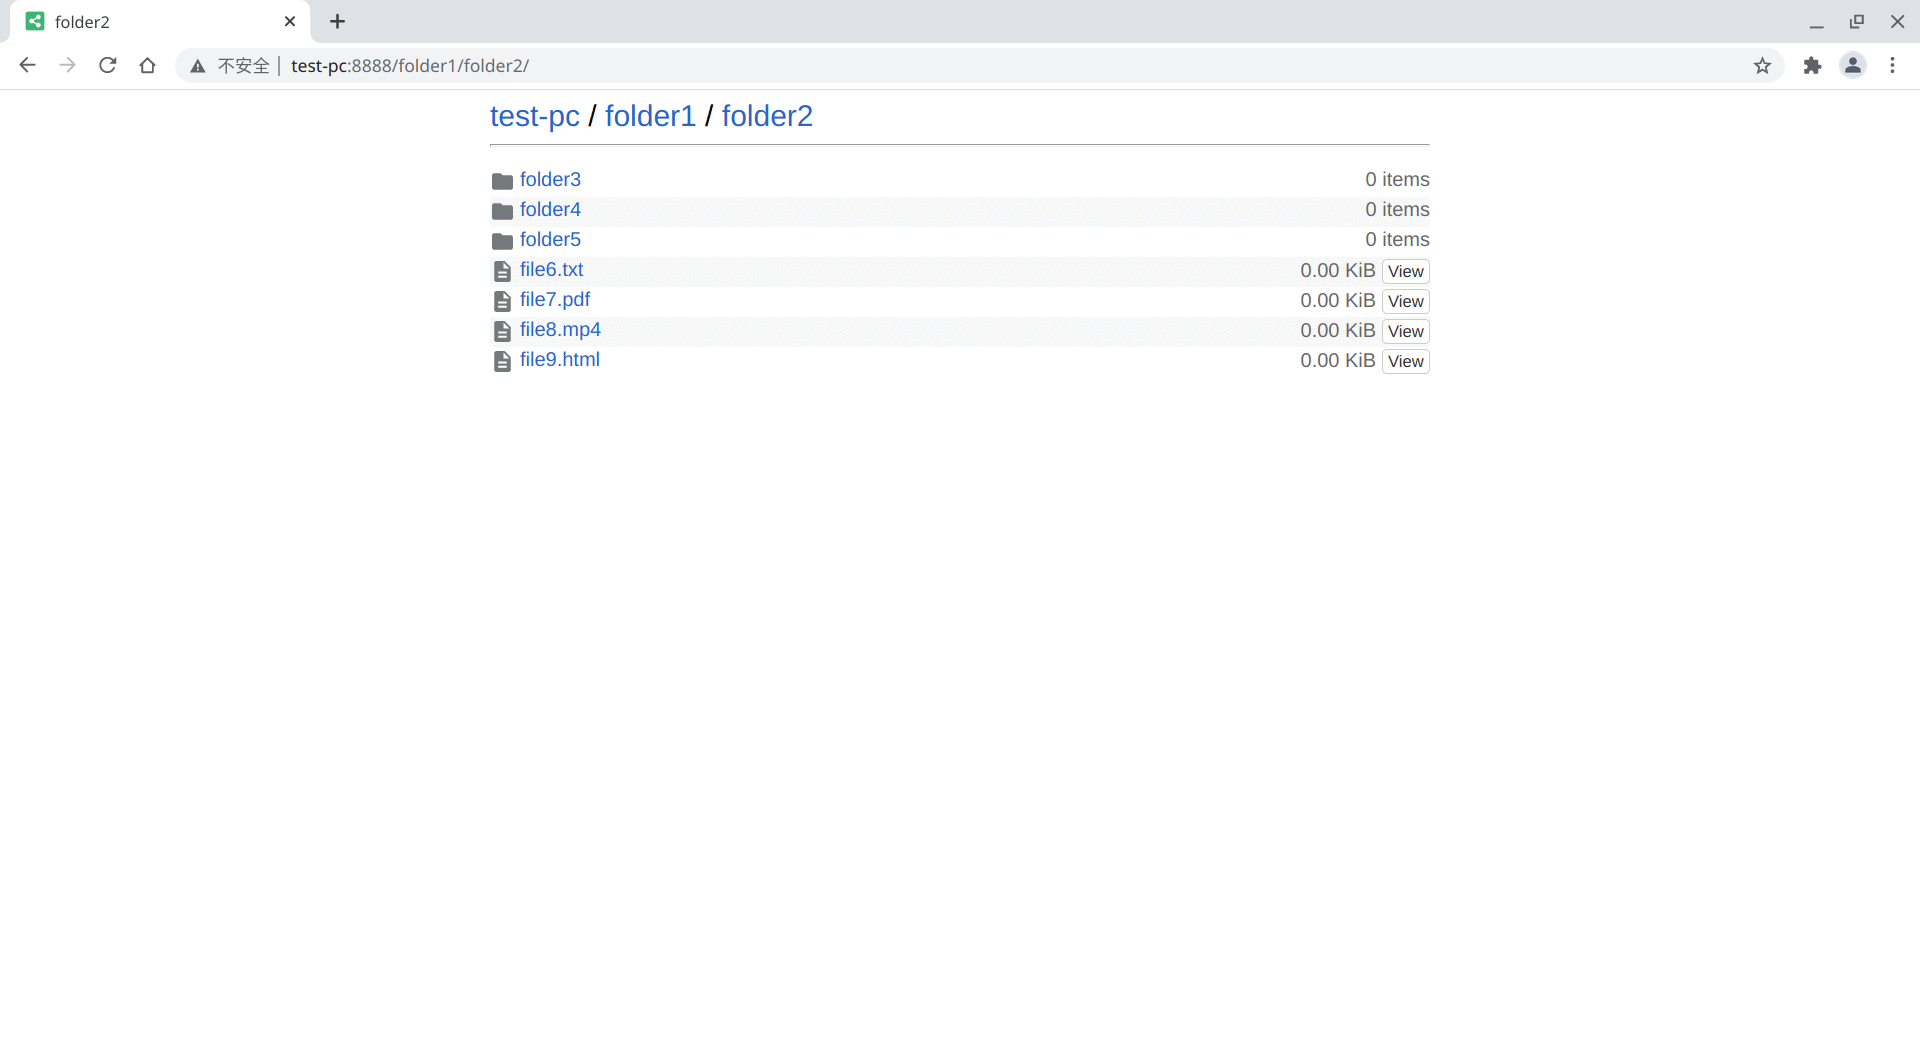 folder2
不安全 | test-pc:8888/folder1/folder2/
test-pc / folder1 / folder2
folder3 0 items
folder4 0 items
folder5 0 items
file6.txt 0.00 KiB View
file7.pdf 0.00 KiB View
file8.mp4 0.00 KiB View
file9.html 0.00 KiB View